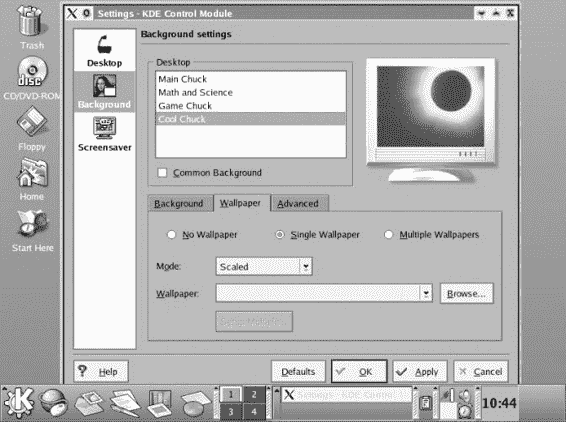 Settings - KDE Control Module
Trash
CD/DVD-ROM
Floppy
Home
Start Here
Desktop
Background
Screensaver
Background settings
Desktop
Main Chuck
Math and Science
Game Chuck
Cool Chuck
Common Background
Background Wallpaper Advanced
No Wallpaper Single Wallpaper Multiple Wallpapers
Mode: Scaled
Wallpaper: Browse...
? Help Defaults OK Apply Cancel
1 2
3 4
X Settings - KDE Control
10:44